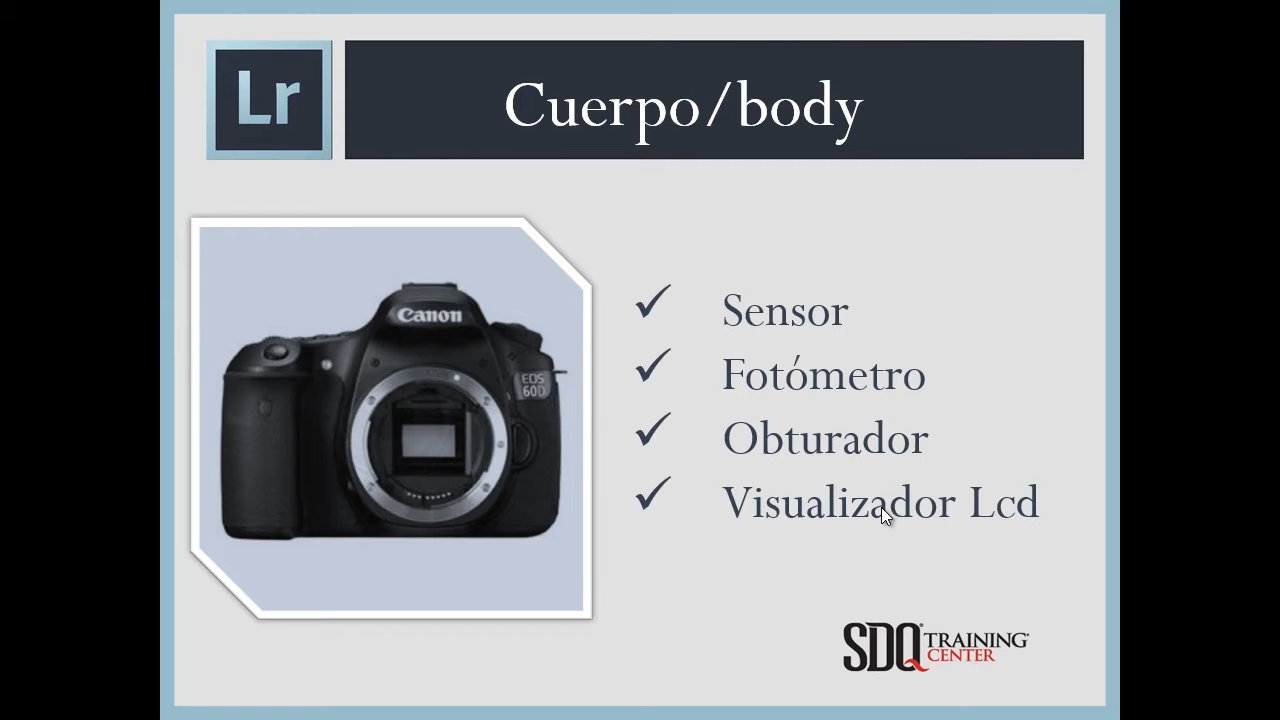 Lr
Cuerpo/body
Canon
EOS
60D
Sensor
Fotómetro
Obturador
Visualizador Lcd
SDQ TRAINING
CENTER